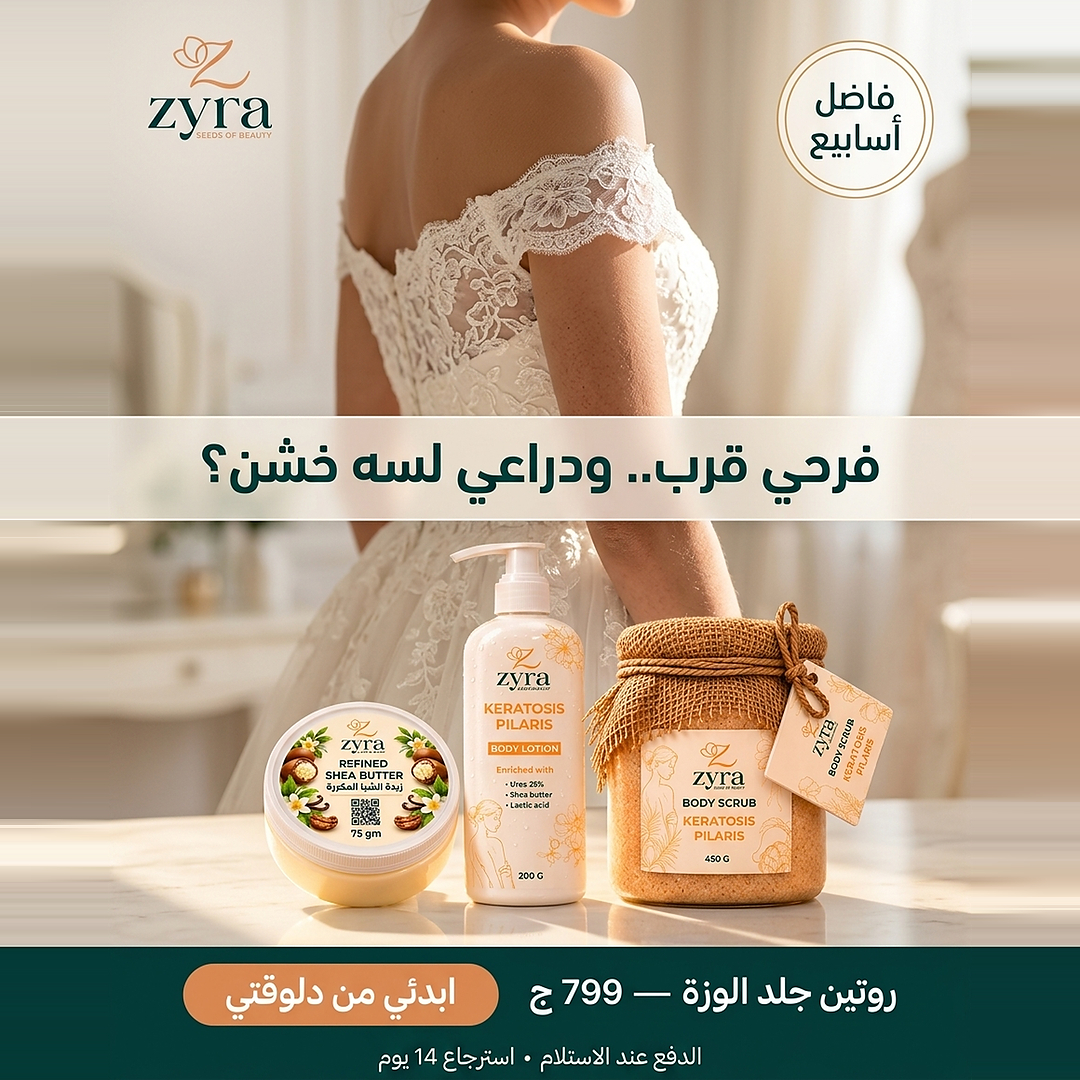 zyra
SEEDS OF BEAUTY
فاضل
أسابيع
فرحي قرب.. ودراعي لسه خشن؟
zyra
REFINED
SHEA BUTTER
زبدة الشيا المكررة
75 gm
zyra
KERATOSIS
PILARIS
BODY LOTION
Enriched with
• Ures 25%
• Shea butter
• Laetic acid
200 G
zyra
BODY SCRUB
KERATOSIS
PILARIS
450 G
zyra
BODY SCRUB
KERATOSIS
PILARIS
روتين جلد الوزة — 799 ج
ابدئي من دلوقتي
الدفع عند الاستلام • استرجاع 14 يوم